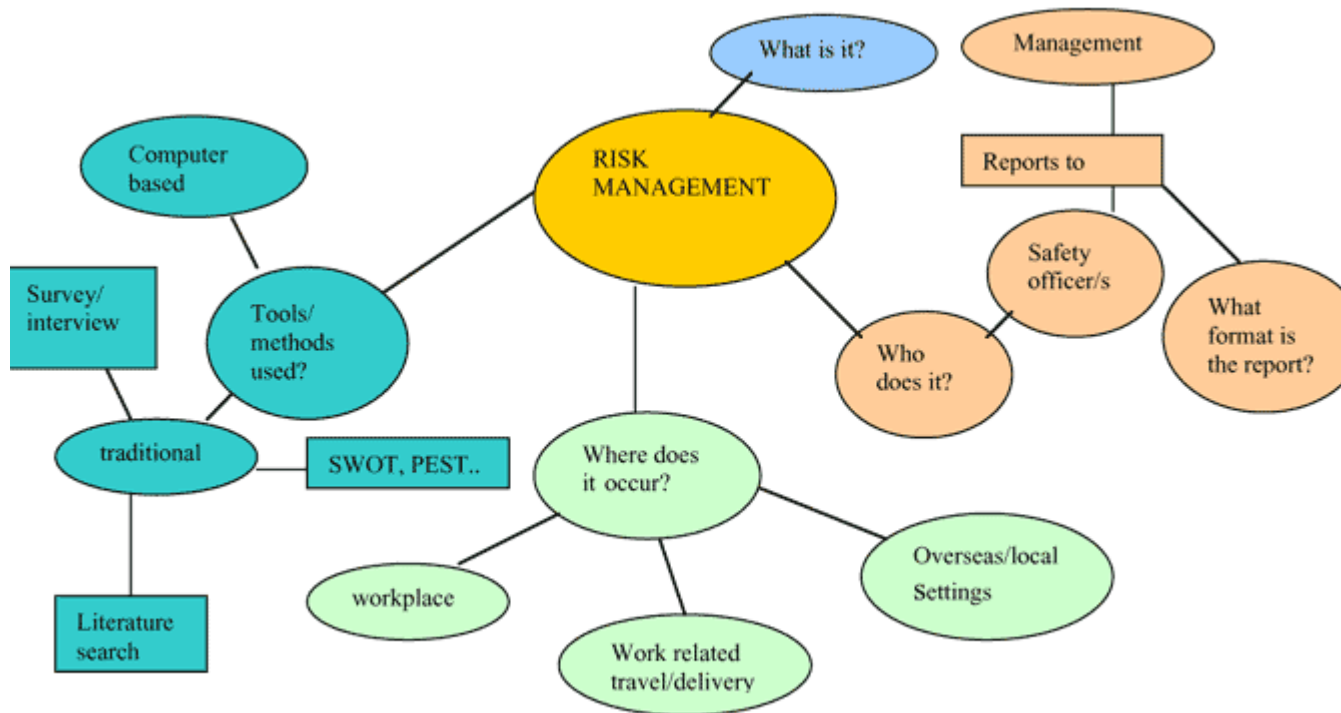 What is it?
Management
RISK
MANAGEMENT
Computer
based
Reports to
Safety
officer/s
Survey/
interview
Tools/
methods
used?
What
format is
the report?
Who
does it?
traditional
SWOT, PEST..
Where does
it occur?
Overseas/local
Settings
workplace
Literature
search
Work related
travel/delivery